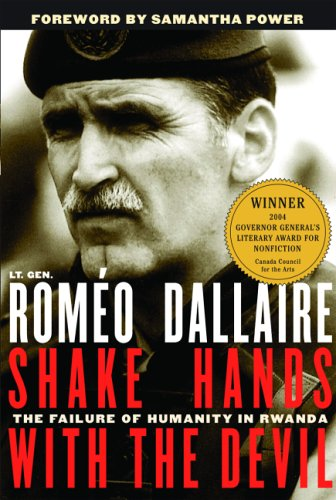 FOREWORD BY SAMANTHA POWER
WINNER
2004
GOVERNOR GENERAL'S
LITERARY AWARD FOR
NONFICTION
Canada Council
for the Arts
LT. GEN.
ROMÉO DALLAIRE
SHAKE HANDS
THE FAILURE OF HUMANITY IN RWANDA
WITH THE DEVIL